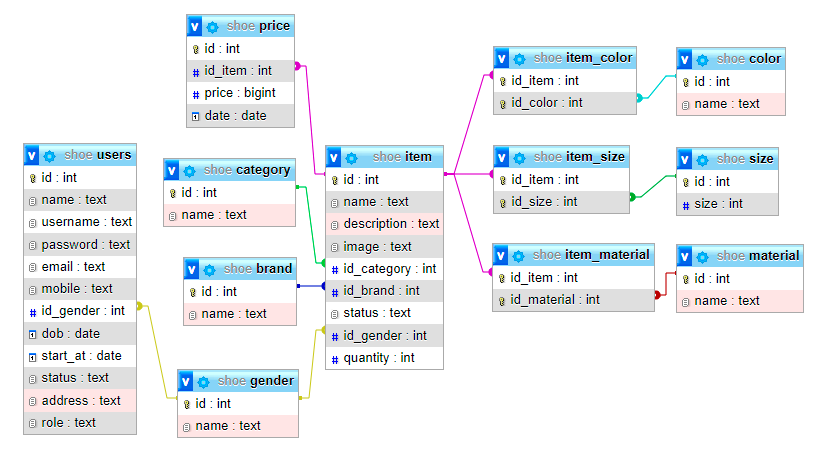 shoe price
id : int
id_item : int
price : bigint
date : date
shoe users
id : int
name : text
username : text
password : text
email : text
mobile : text
id_gender : int
dob : date
start_at : date
status : text
address : text
role : text
shoe category
id : int
name : text
shoe brand
id : int
name : text
shoe gender
id : int
name : text
shoe item
id : int
name : text
description : text
image : text
id_category : int
id_brand : int
status : text
id_gender : int
quantity : int
shoe item_color
id_item : int
id_color : int
shoe color
id : int
name : text
shoe item_size
id_item : int
id_size : int
shoe size
id : int
size : int
shoe item_material
id_item : int
id_material : int
shoe material
id : int
name : text